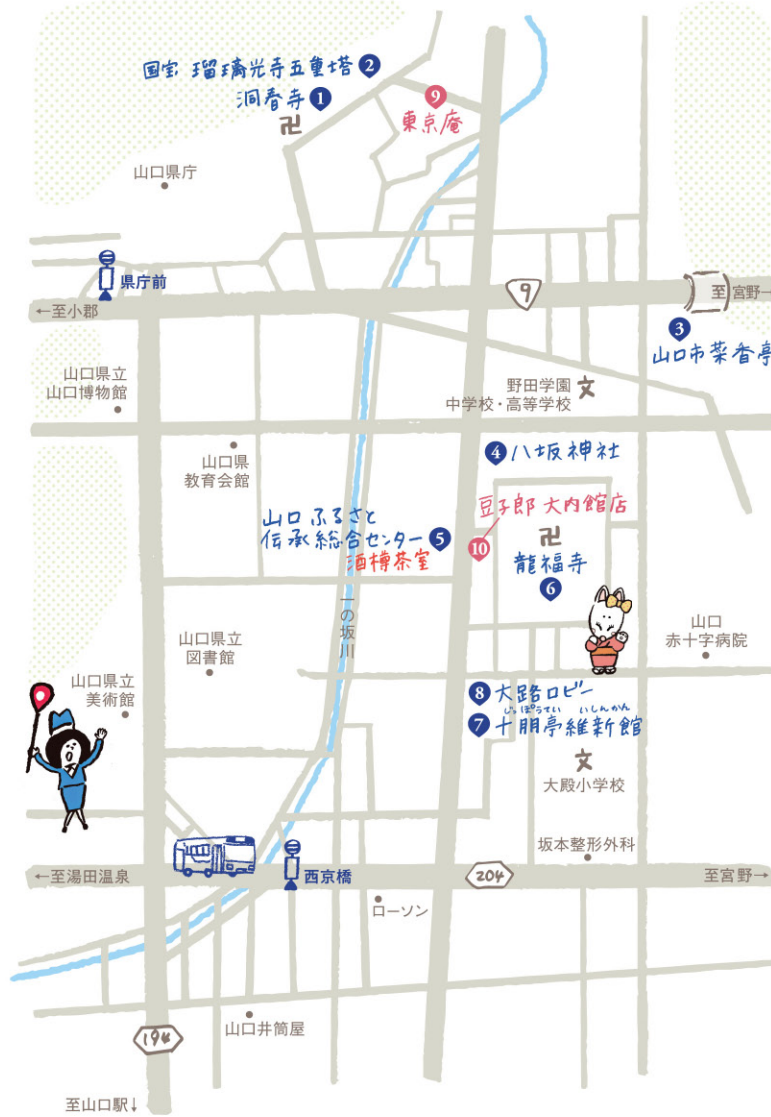 国宝 瑠璃光寺五重塔 2
洞春寺 1
9
東京庵
山口県庁
県庁前
9
至 宮野→
←至小郡
3
山口市菜香亭
山口県立
山口博物館
野田学園
中学校・高等学校
文
山口県
教育会館
4 八坂神社
豆子郎 大内館店
10
山口ふるさと
伝承総合センター 5
酒樽茶室
龍福寺
6
一の坂川
山口県立
図書館
山口
赤十字病院
山口県立
美術館
8 大路ロビー
じっぽうてい いしんかん
7 十朋亭維新館
文
大殿小学校
坂本整形外科
←至湯田温泉
西京橋
204
至宮野→
ローソン
山口井筒屋
194
至山口駅↓